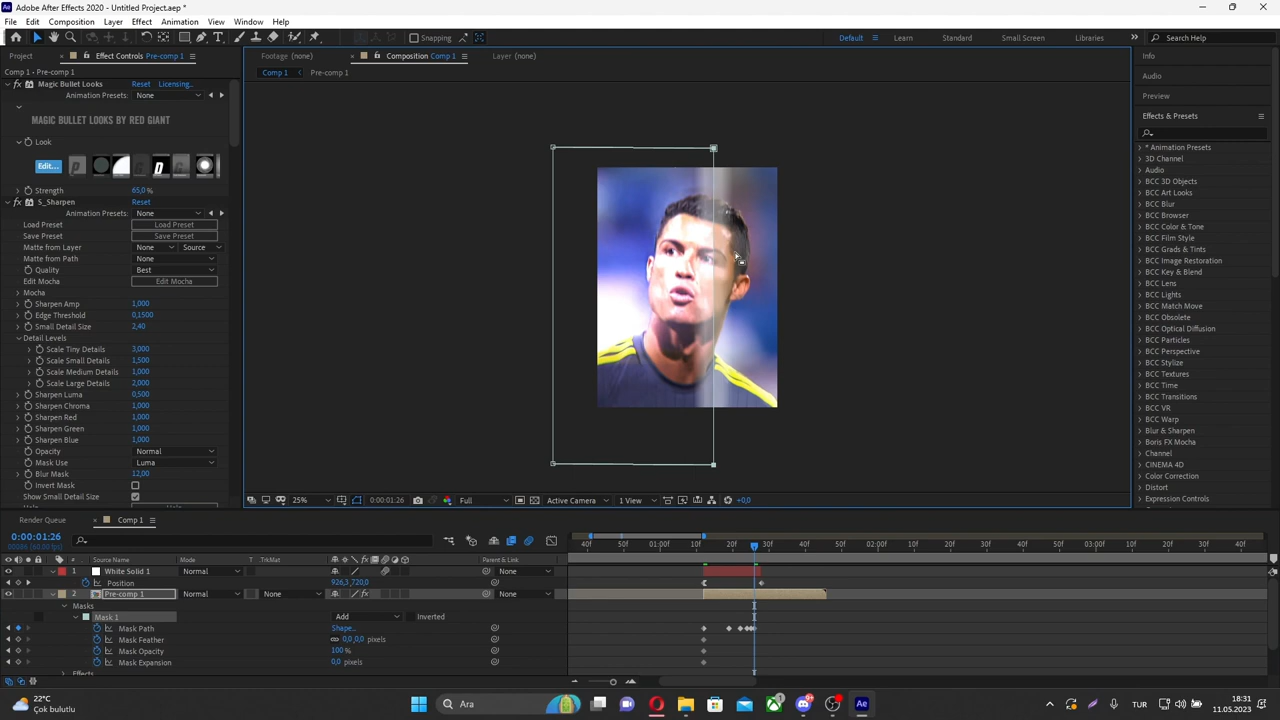 Adobe After Effects 2020 - Untitled Project.aep *
File Edit Composition Layer Effect Animation View Window Help
Snapping Default Learn Standard Small Screen Libraries Search Help
Project Effect Controls Pre-comp 1 Footage (none) Composition Comp 1 Layer (none) Info
Comp 1 • Pre-comp 1 Comp 1 Pre-comp 1
Audio
Preview
Effects & Presets
Magic Bullet Looks Reset Licensing...
Animation Presets: None
MAGIC BULLET LOOKS BY RED GIANT
Look
Edit...
Strength 65,0%
S_Sharpen Reset
Animation Presets: None
Load Preset Load Preset
Save Preset Save Preset
Matte from Layer None Source
Matte from Path None
Quality Best
Edit Mocha Edit Mocha
Mocha
Sharpen Amp 1,000
Edge Threshold 0,1500
Small Detail Size 2,40
Detail Levels
Scale Tiny Details 3,000
Scale Small Details 1,500
Scale Medium Details 1,000
Scale Large Details 2,000
Sharpen Luma 0,500
Sharpen Chroma 1,000
Sharpen Red 1,000
Sharpen Green 1,000
Sharpen Blue 1,000
Opacity Normal
Mask Use Luma
Blur Mask 12,00
Invert Mask
Show Small Detail Size
Help Help
* Animation Presets
3D Channel
Audio
BCC 3D Objects
BCC Art Looks
BCC Blur
BCC Browser
BCC Color & Tone
BCC Film Style
BCC Grads & Tints
BCC Image Restoration
BCC Key & Blend
BCC Lens
BCC Lights
BCC Match Move
BCC Obsolete
BCC Optical Diffusion
BCC Particles
BCC Perspective
BCC Stylize
BCC Textures
BCC Time
BCC Transitions
BCC VR
BCC Warp
Blur & Sharpen
Boris FX Mocha
Channel
CINEMA 4D
Color Correction
Distort
Expression Controls
25% 0:00:01:26 Full Active Camera 1 View +0,0
Render Queue Comp 1
0:00:01:26
00086 (60.00 fps)
40f 50f 01:00f 10f 20f 30f 40f 50f 02:00f 10f 20f 30f 40f
# Source Name Mode T TrkMat Parent & Link
1 White Solid 1 Normal None
Position 926,3,720,0
2 Pre-comp 1 Normal None None
Masks
Mask 1 Add Inverted
Mask Path Shape...
Mask Feather 0,0,0,0 pixels
Mask Opacity 100%
Mask Expansion 0,0 pixels
Effects
22°C
Çok bulutlu
Arama
18:31
11.05.2023